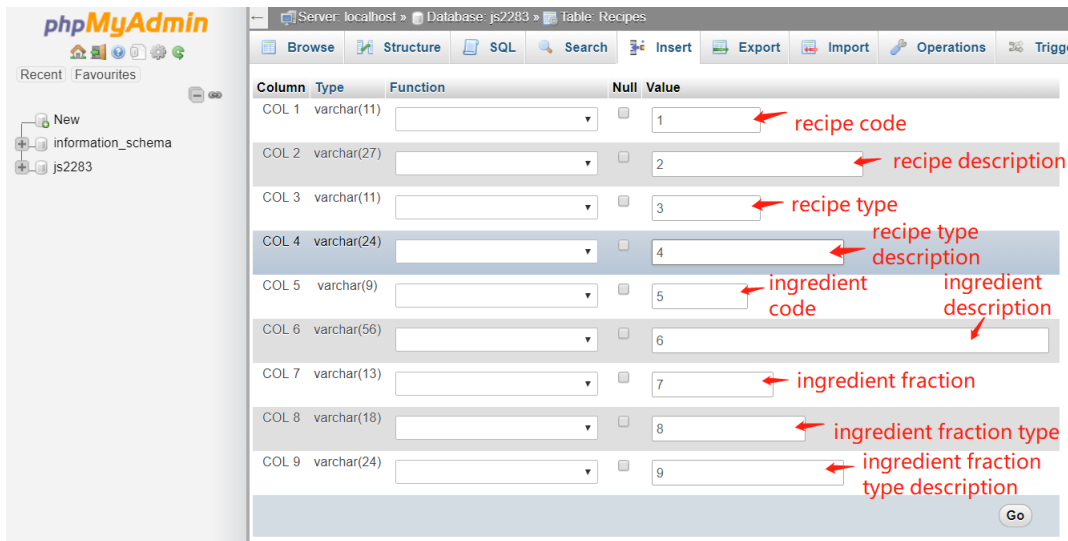 phpMyAdmin
Recent Favourites
New
information_schema
js2283
Server: localhost » Database: js2283 » Table: Recipes
Browse Structure SQL Search Insert Export Import Operations Trigg
Column Type Function Null Value
COL 1 varchar(11) 1 recipe code
COL 2 varchar(27) 2 recipe description
COL 3 varchar(11) 3 recipe type
COL 4 varchar(24) 4 recipe type
description
COL 5 varchar(9) 5 ingredient
code
ingredient
description
COL 6 varchar(56) 6
COL 7 varchar(13) 7 ingredient fraction
COL 8 varchar(18) 8 ingredient fraction type
COL 9 varchar(24) 9 ingredient fraction
type description
Go